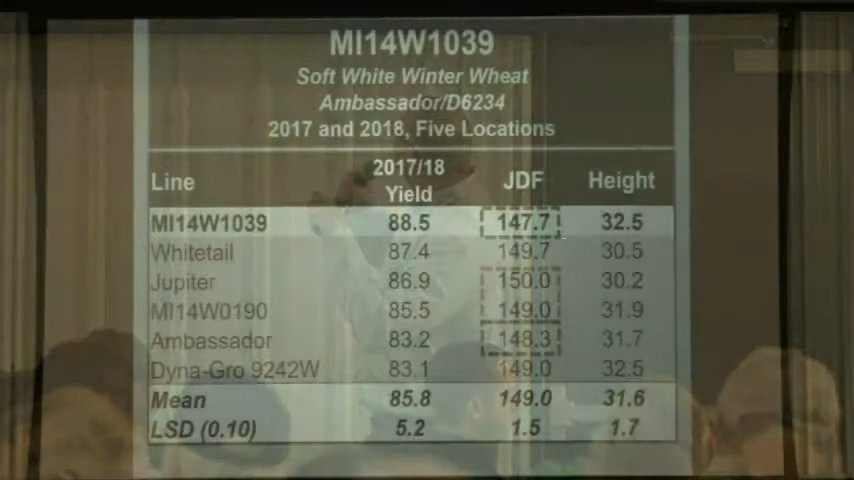 MI14W1039
Soft White Winter Wheat
Ambassador/D6234
2017 and 2018, Five Locations
Line 2017/18 Yield JDF Height
MI14W1039 88.5 147.7 32.5
Whitetail 87.4 149.7 30.5
Jupiter 86.9 150.0 30.2
MI14W0190 85.5 149.0 31.9
Ambassador 83.2 148.3 31.7
Dyna-Gro 9242W 83.1 149.0 32.5
Mean 85.8 149.0 31.6
LSD (0.10) 5.2 1.5 1.7